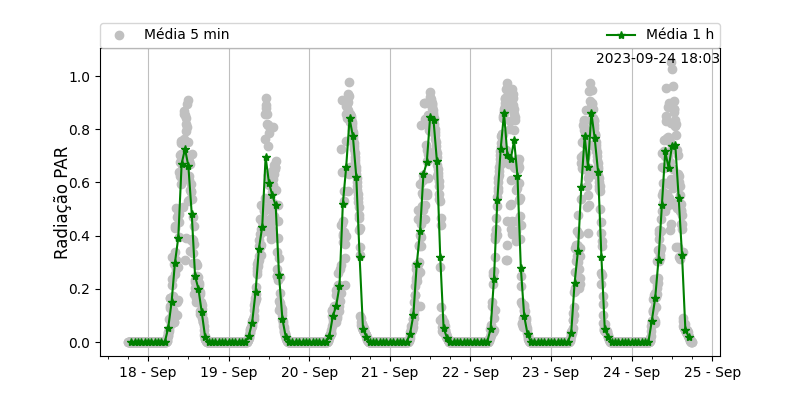 Média 5 min
Média 1 h
2023-09-24 18:03
Radiação PAR
1.0
0.8
0.6
0.4
0.2
0.0
18 - Sep
19 - Sep
20 - Sep
21 - Sep
22 - Sep
23 - Sep
24 - Sep
25 - Sep